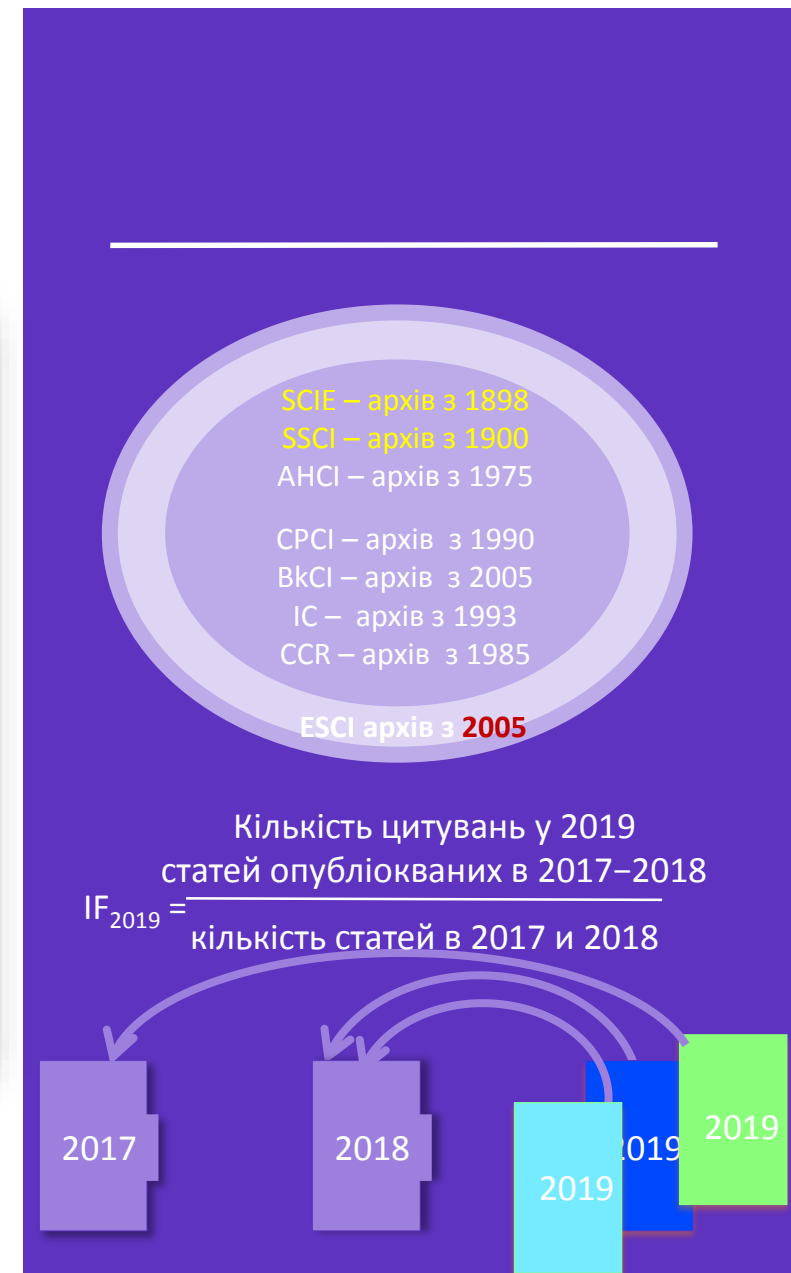 SCIE – архів з 1898
SSCI – архів з 1900
AHCI – архів з 1975
CPCI – архів з 1990
BkCI – архів з 2005
IC – архів з 1993
CCR – архів з 1985
ESCI архів з 2005
Кількість цитувань у 2019
статей опубліокваних в 2017–2018
IF2019 =
кількість статей в 2017 и 2018
2017
2018
2019
2019
2019